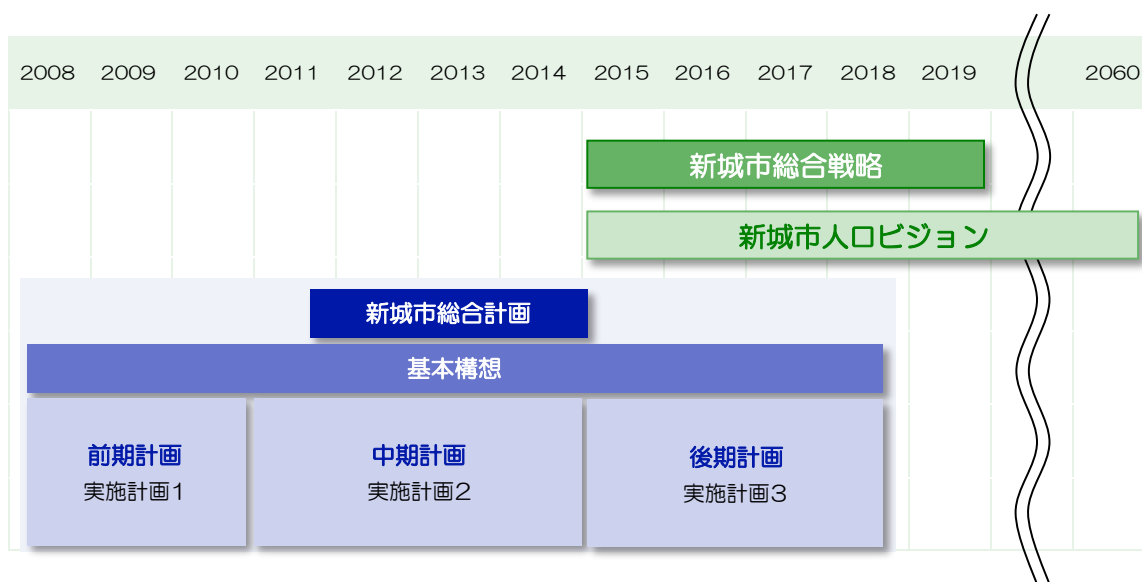 2008 2009 2010 2011 2012 2013 2014 2015 2016 2017 2018 2019 2060
新城市総合戦略
新城市人口ビジョン
新城市総合計画
基本構想
前期計画 中期計画 後期計画
実施計画1 実施計画2 実施計画3